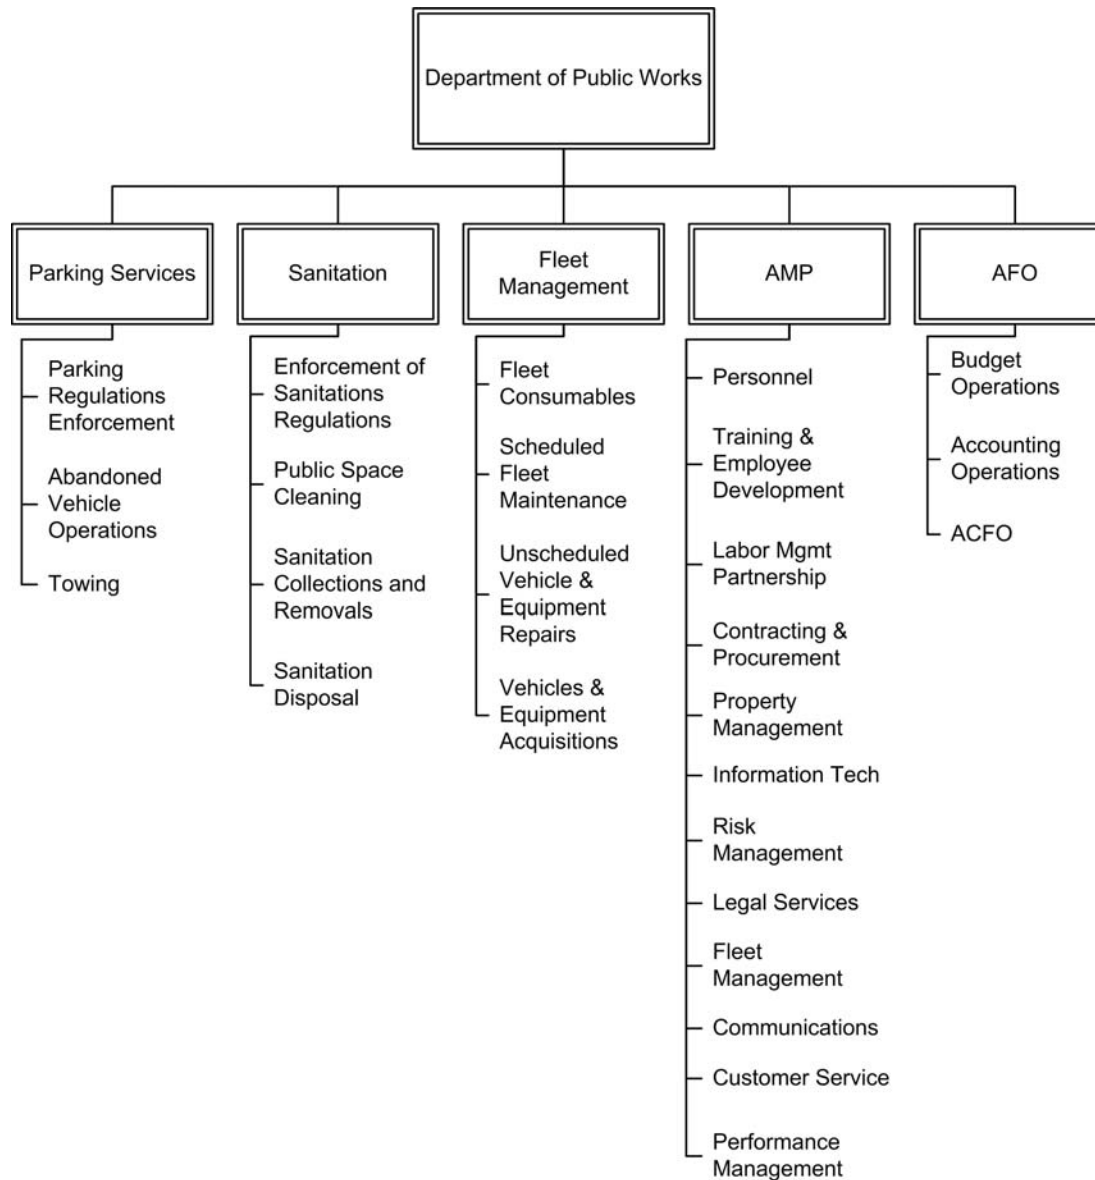 Department of Public Works
Parking Services
Sanitation
Fleet
Management
AMP
AFO
Parking
Regulations
Enforcement
Abandoned
Vehicle
Operations
Towing
Enforcement of
Sanitations
Regulations
Public Space
Cleaning
Sanitation
Collections and
Removals
Sanitation
Disposal
Fleet
Consumables
Scheduled
Fleet
Maintenance
Unscheduled
Vehicle &
Equipment
Repairs
Vehicles &
Equipment
Acquisitions
Personnel
Training &
Employee
Development
Labor Mgmt
Partnership
Contracting &
Procurement
Property
Management
Information Tech
Risk
Management
Legal Services
Fleet
Management
Communications
Customer Service
Performance
Management
Budget
Operations
Accounting
Operations
ACFO